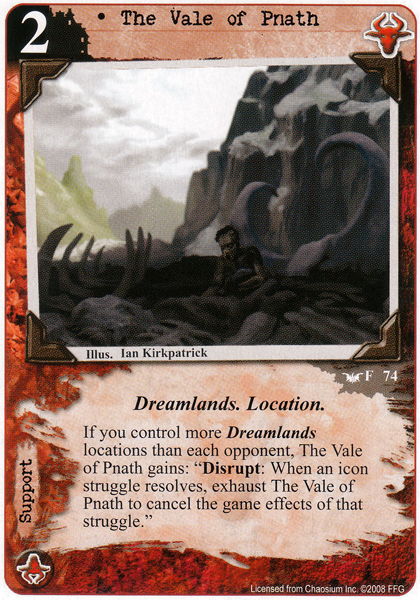 2
• The Vale of Pnath
Illus. Ian Kirkpatrick
F 74
Dreamlands. Location.
If you control more Dreamlands
locations than each opponent, The Vale
of Pnath gains: “Disrupt: When an icon
struggle resolves, exhaust The Vale of
Pnath to cancel the game effects of that
struggle.”
Support
Licensed from Chaosium Inc. ©2008 FFG